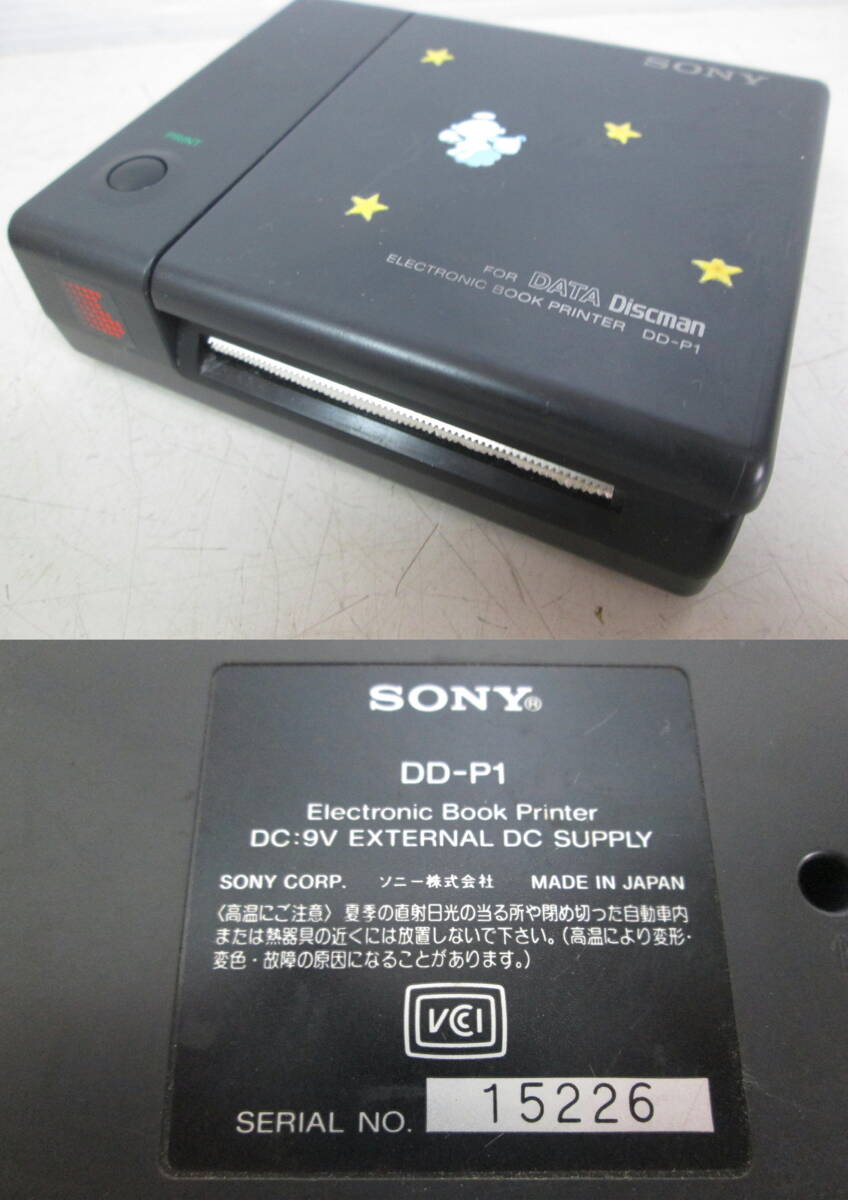 SONY
PRINT
FOR DATA Discman
ELECTRONIC BOOK PRINTER DD-P1
SONY®
DD-P1
Electronic Book Printer
DC:9V EXTERNAL DC SUPPLY
SONY CORP. ソニー株式会社 MADE IN JAPAN
〈高温にご注意〉夏季の直射日光の当る所や閉め切った自動車内
または熱器具の近くには放置しないで下さい。(高温により変形・
変色・故障の原因になることがあります。)
VCCI
SERIAL NO. 15226